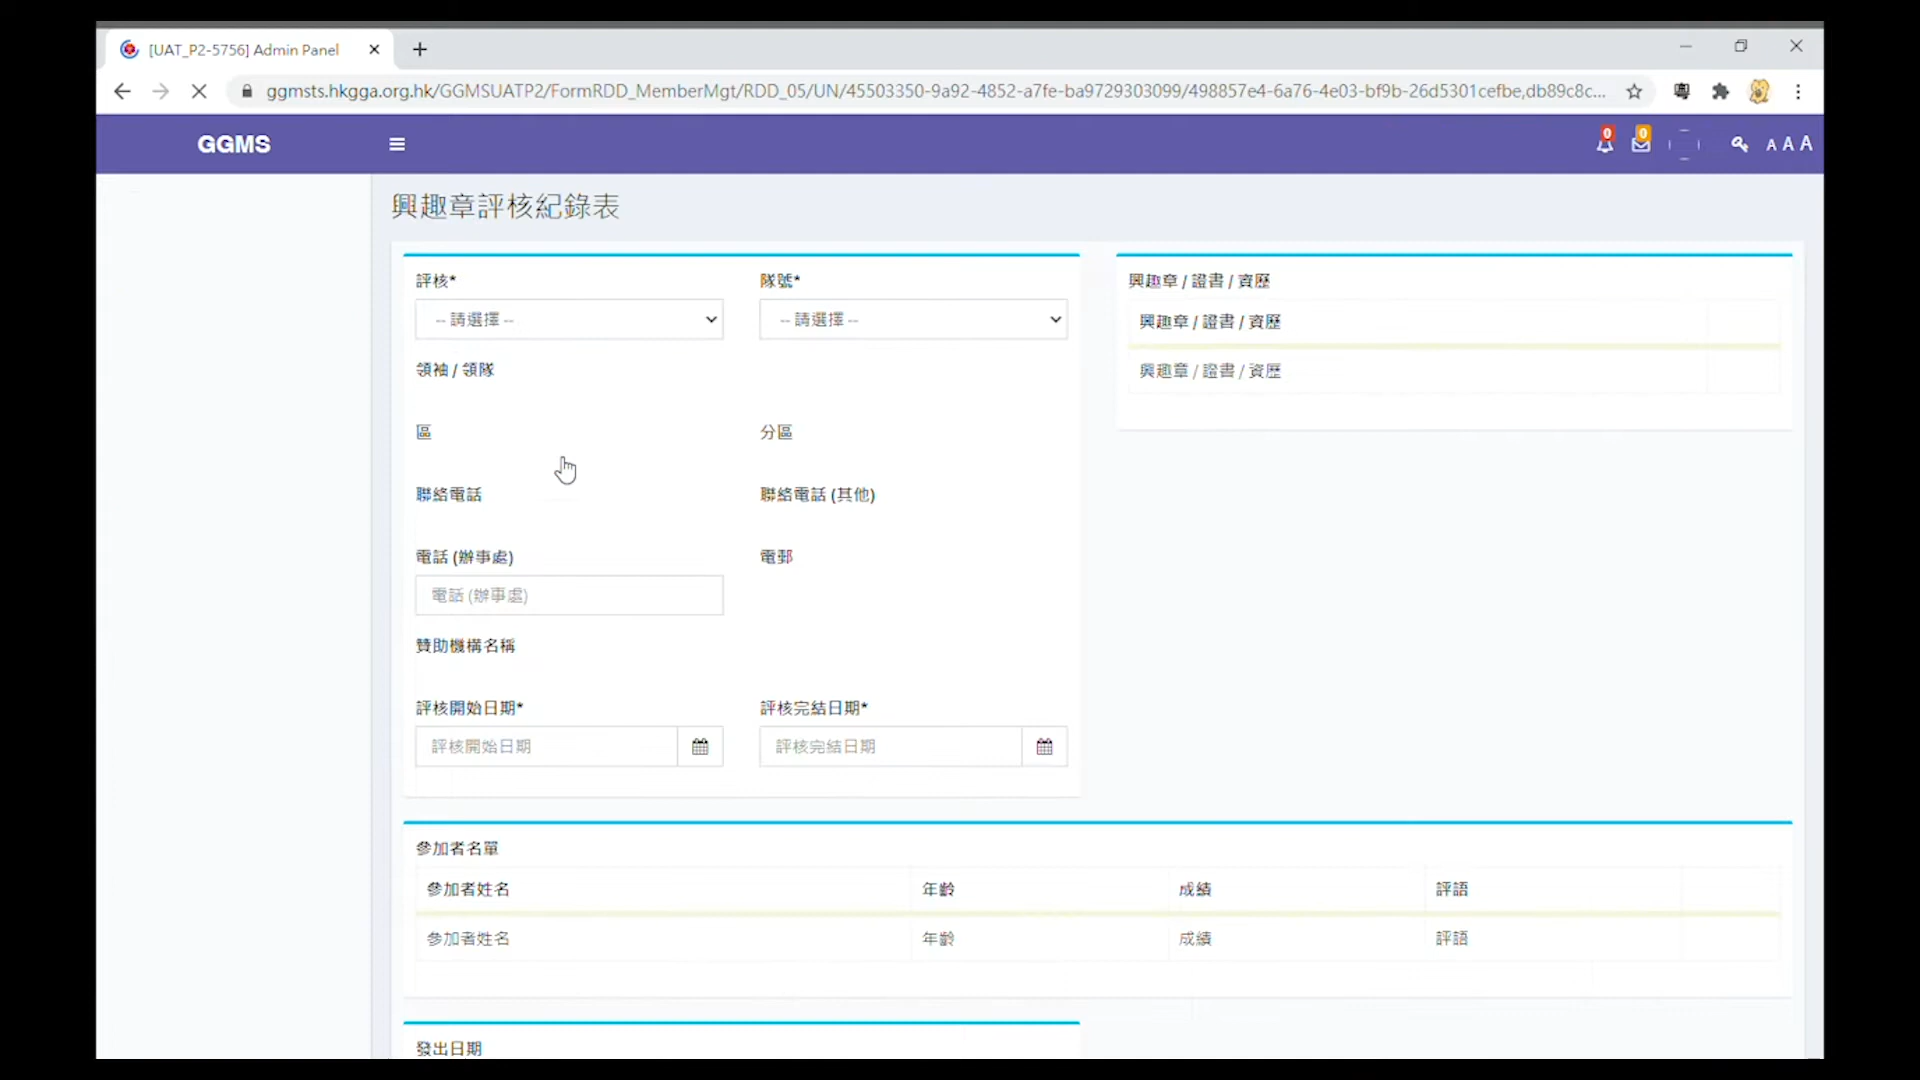 [UAT_P2-5756] Admin Panel
ggmsts.hkgga.org.hk/GGMSUATP2/FormRDD_MemberMgt/RDD_05/UN/45503350-9a92-4852-a7fe-ba9729303099/498857e4-6a76-4e03-bf9b-26d5301cefbe,db89c8c...
GGMS
0
0
A A A
興趣章評核紀錄表
評核*
隊號*
-- 請選擇 --
-- 請選擇 --
領袖 / 領隊
區
分區
聯絡電話
聯絡電話 (其他)
電話 (辦事處)
電郵
電話 (辦事處)
贊助機構名稱
評核開始日期*
評核完結日期*
評核開始日期
評核完結日期
興趣章 / 證書 / 資歷
興趣章 / 證書 / 資歷
興趣章 / 證書 / 資歷
參加者名單
參加者姓名 年齡 成績 評語
參加者姓名 年齡 成績 評語
發出日期